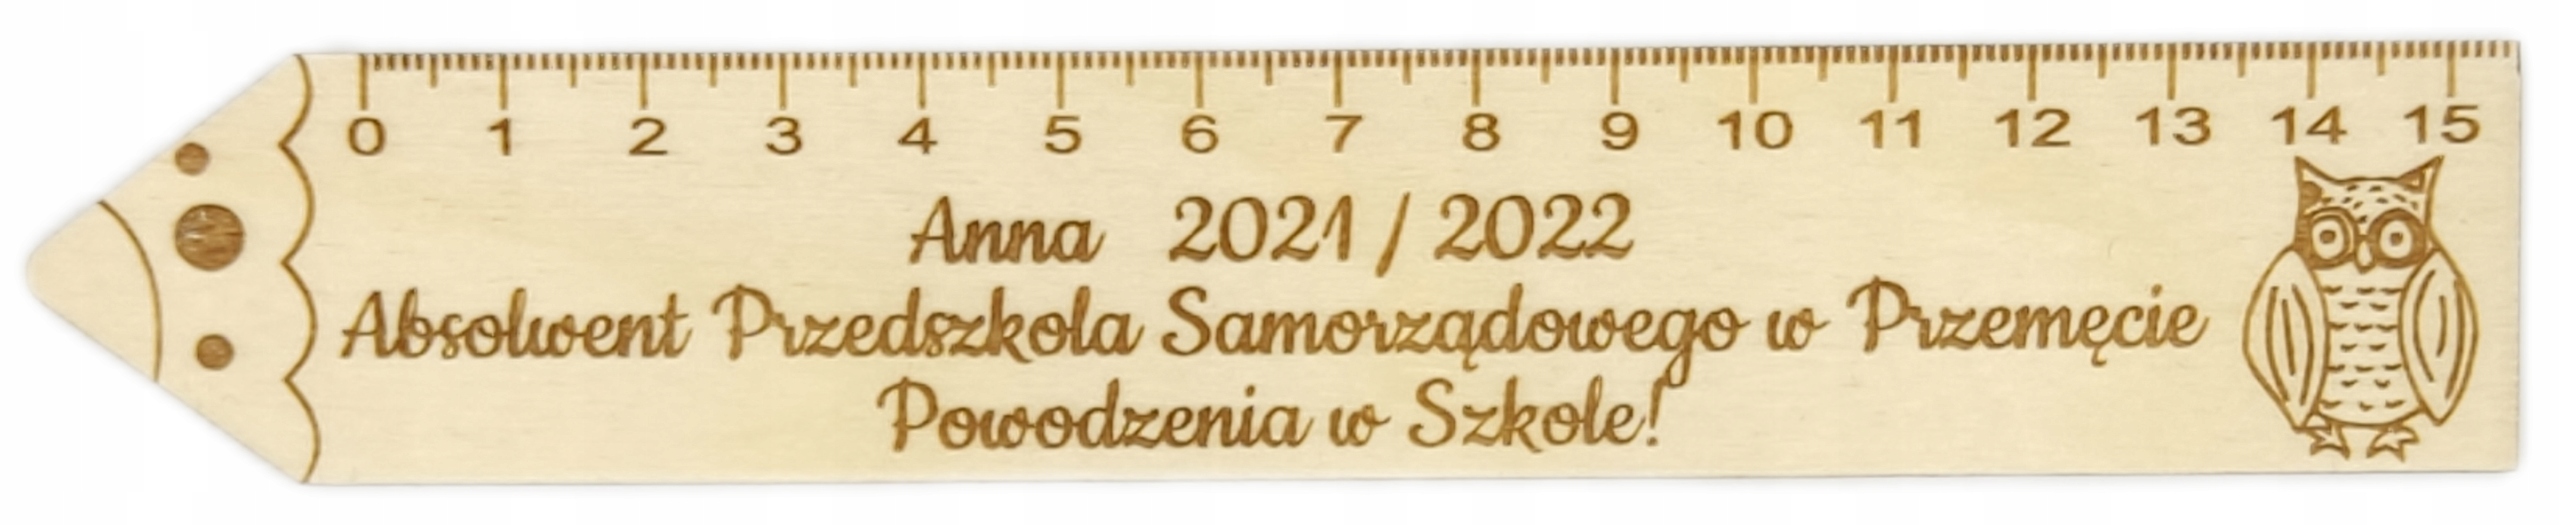 0 1 2 3 4 5 6 7 8 9 10 11 12 13 14 15
Anna 2021 / 2022
Absolwent Przedszkola Samorządowego w Przemęcie
Powodzenia w Szkole!